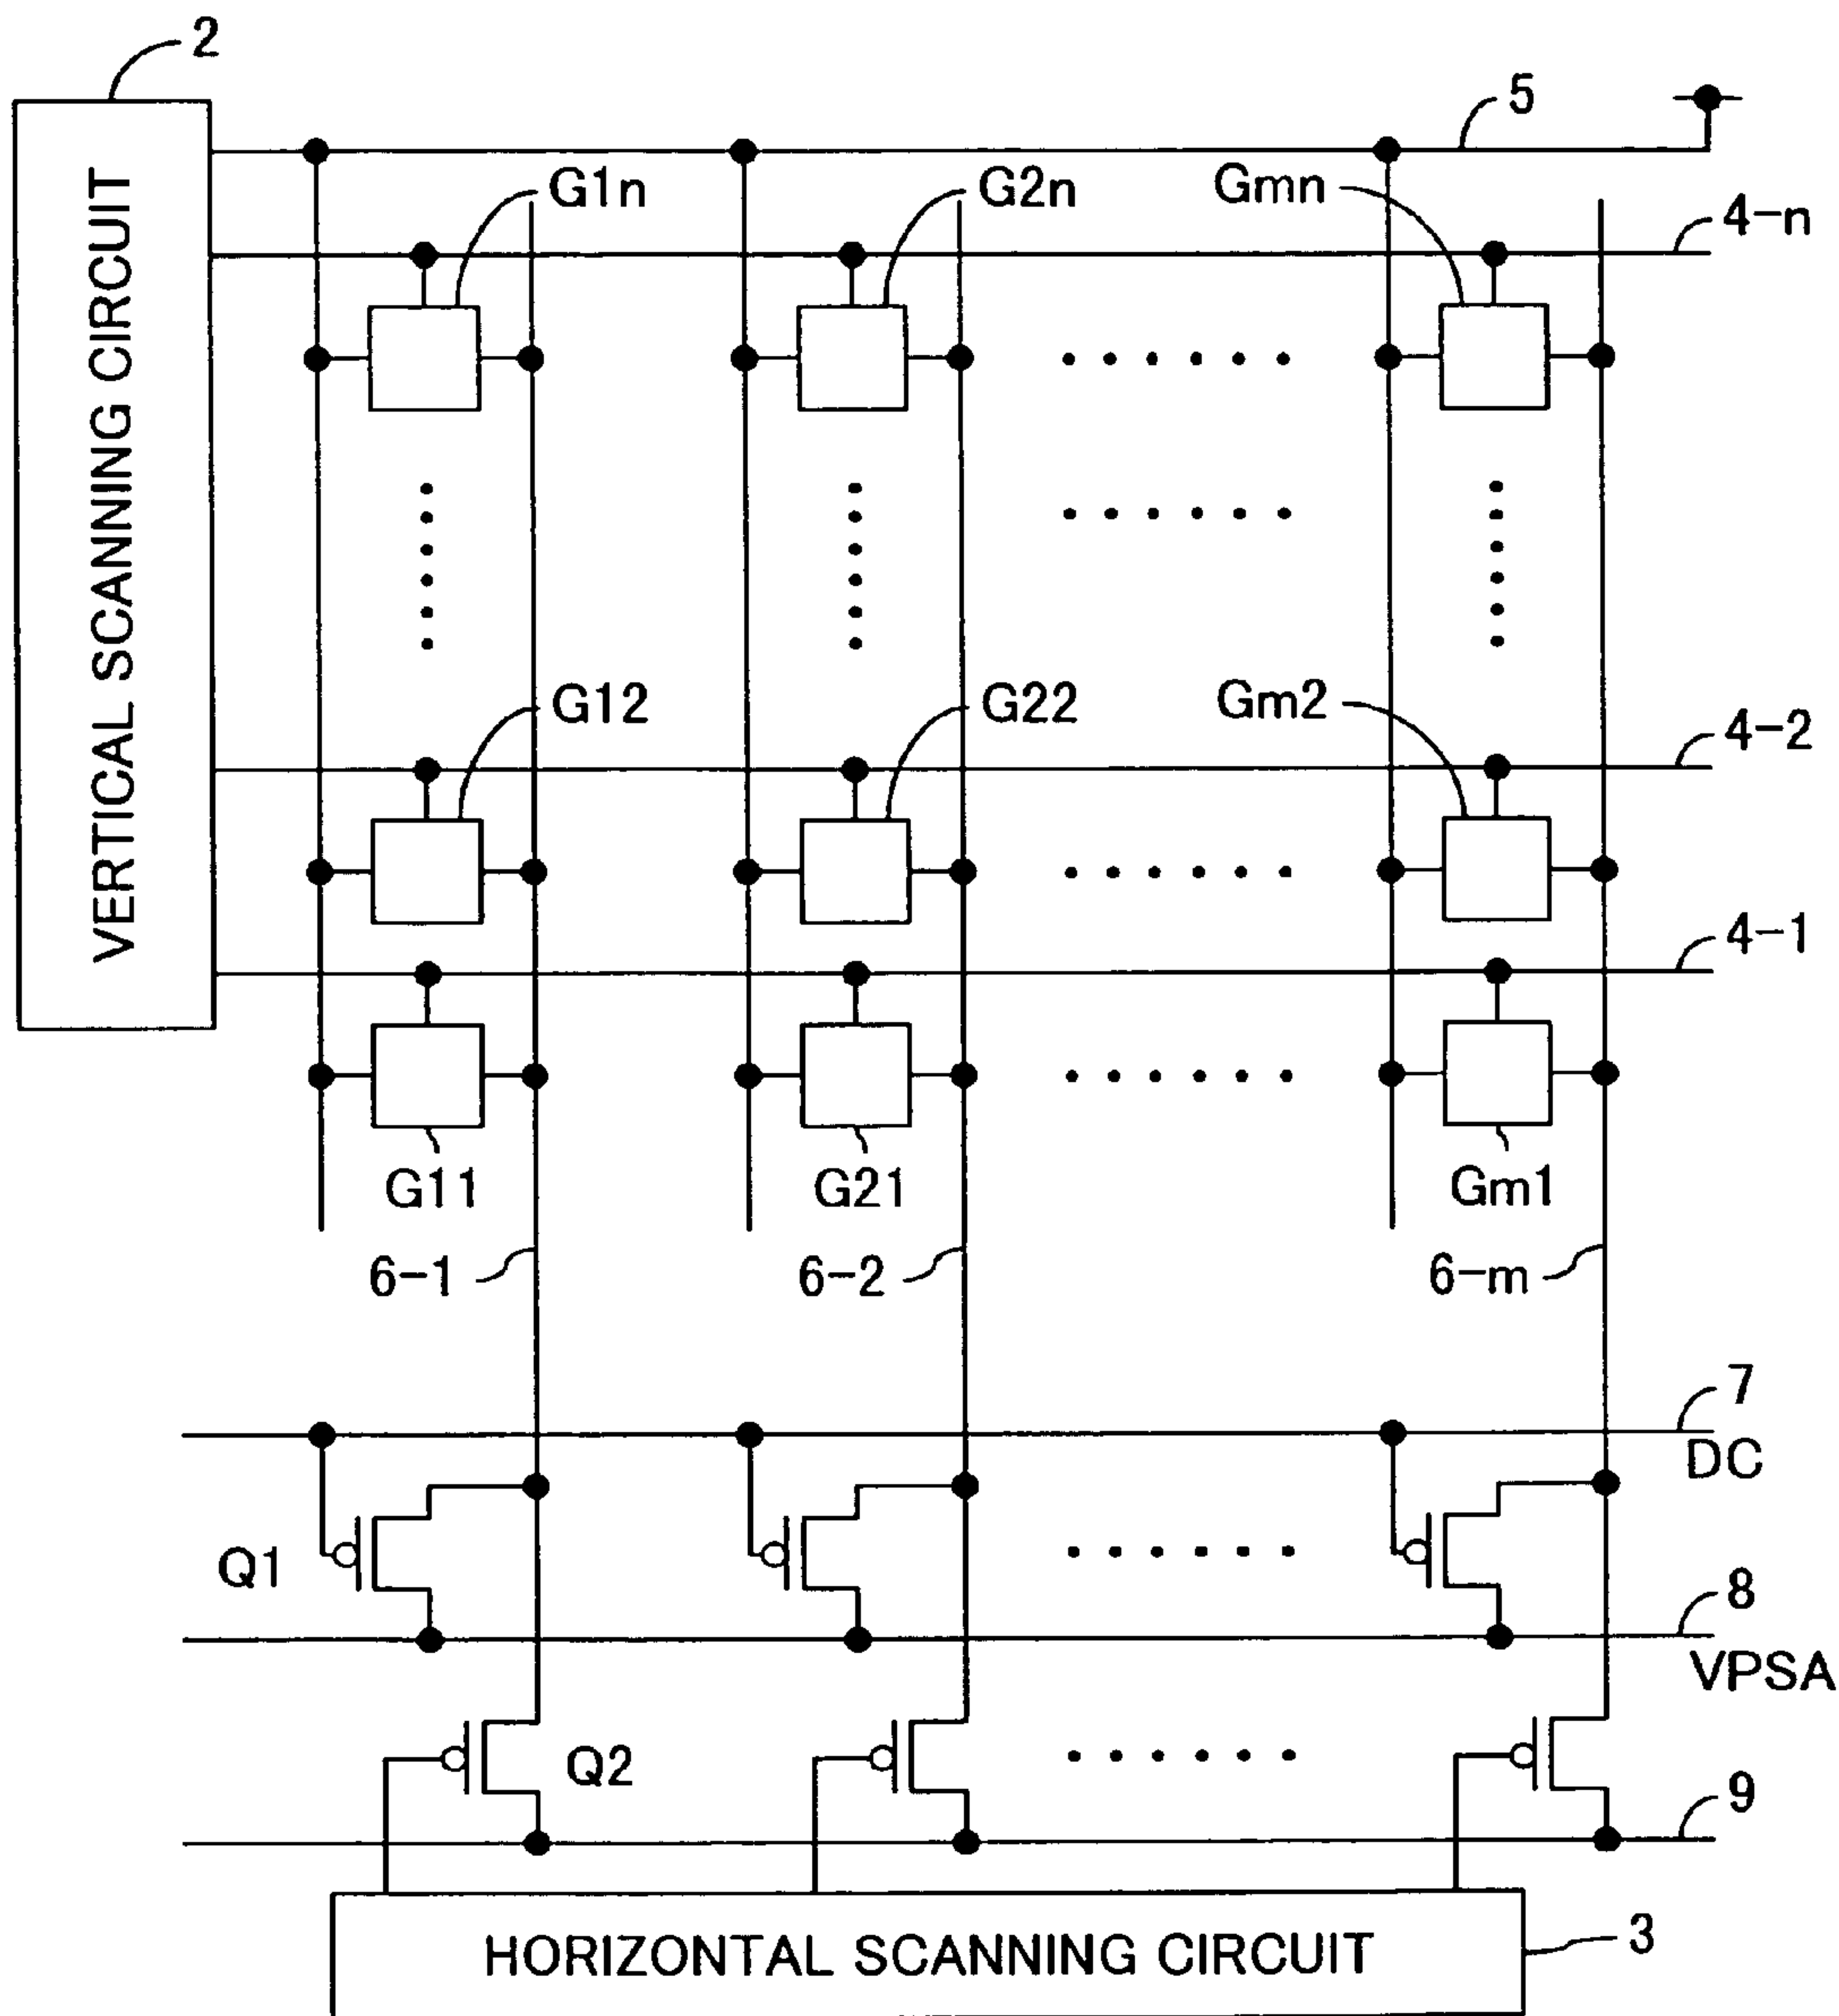 2
5
G1n
G2n
Gmn
4-n
VERTICAL SCANNING CIRCUIT
G12
G22
Gm2
4-2
4-1
G11
G21
Gm1
6-1
6-2
6-m
7
DC
Q1
8
VPSA
Q2
9
HORIZONTAL SCANNING CIRCUIT
3